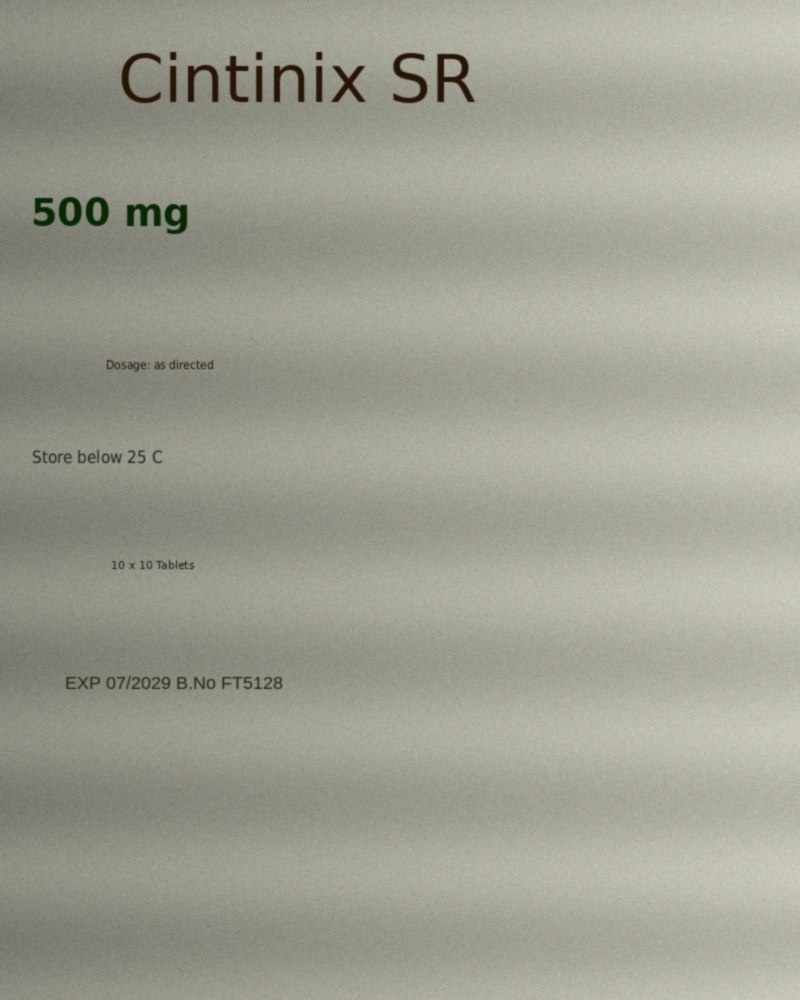 Cintinix SR
500 mg
Dosage: as directed
Store below 25 C
10 x 10 Tablets
EXP 07/2029 B.No FT5128